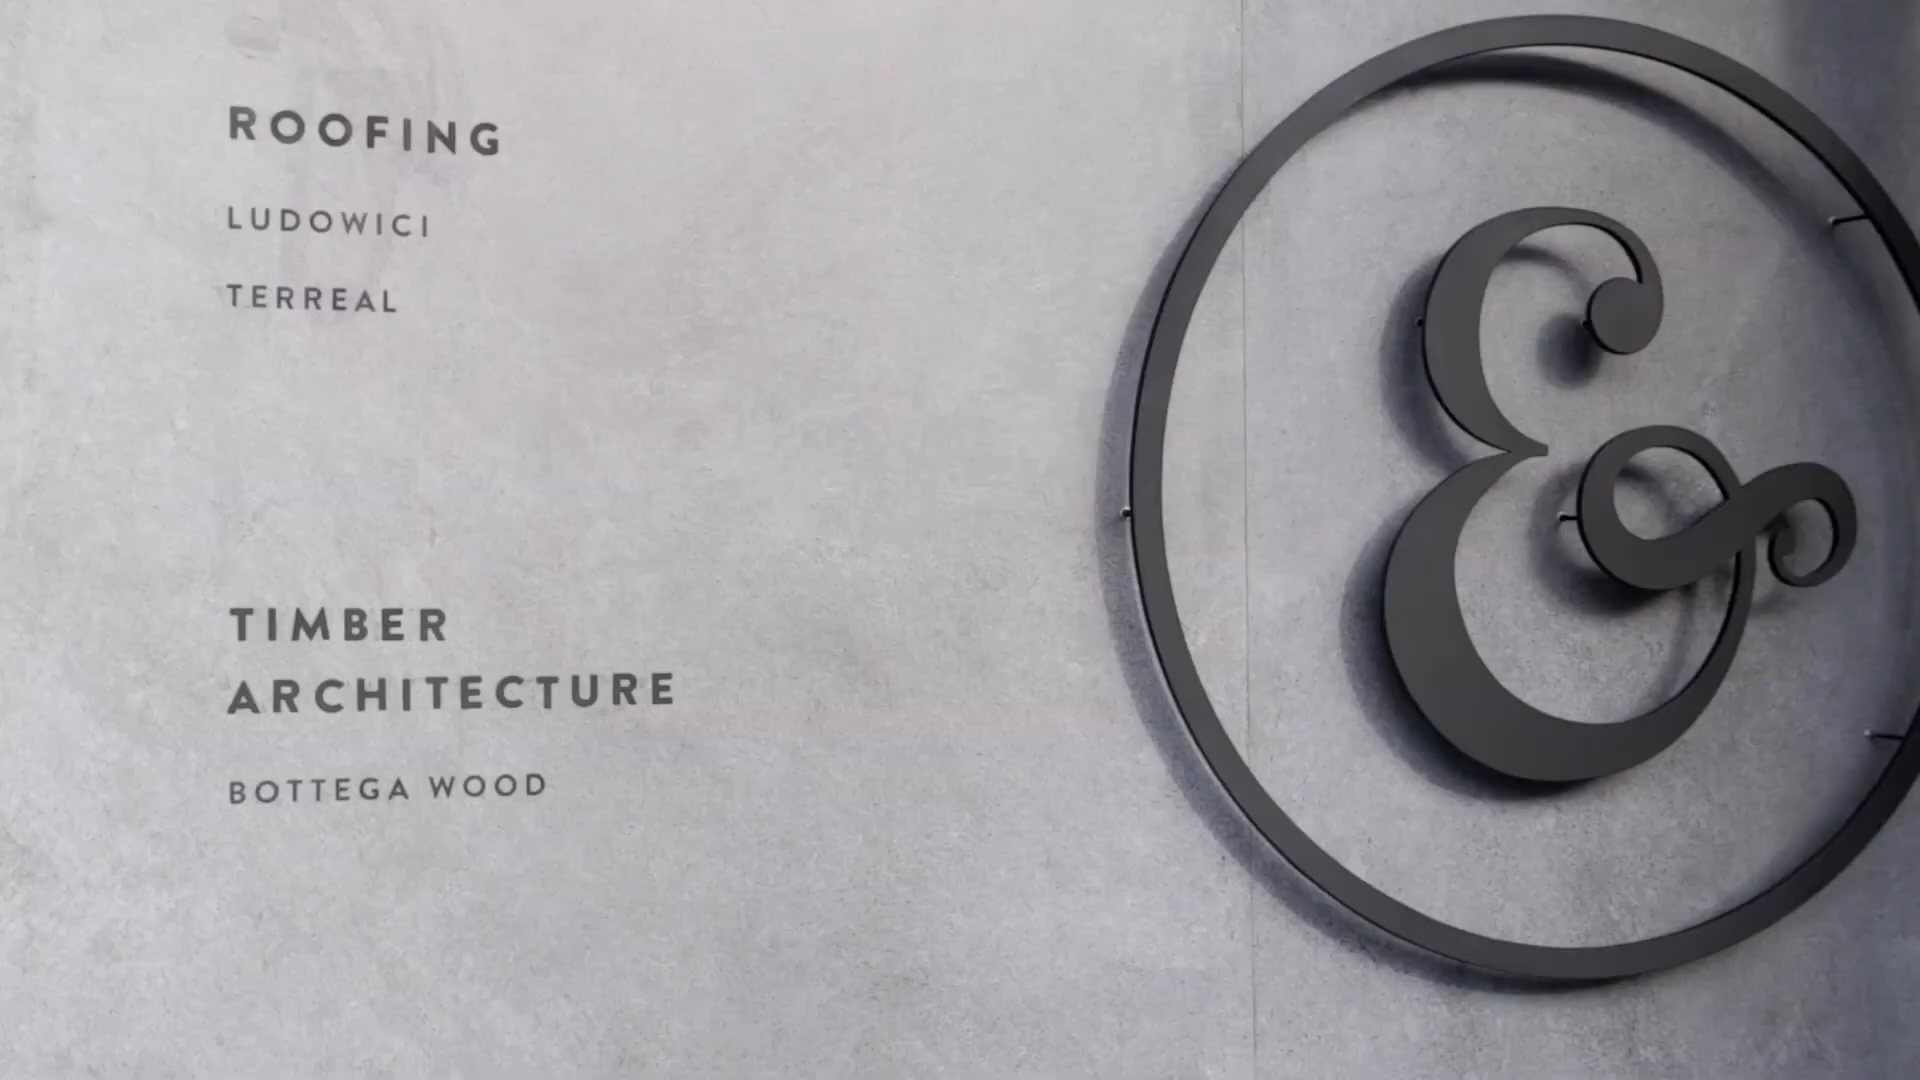 ROOFING
LUDOWICI
TERREAL
TIMBER
ARCHITECTURE
BOTTEGA WOOD
&